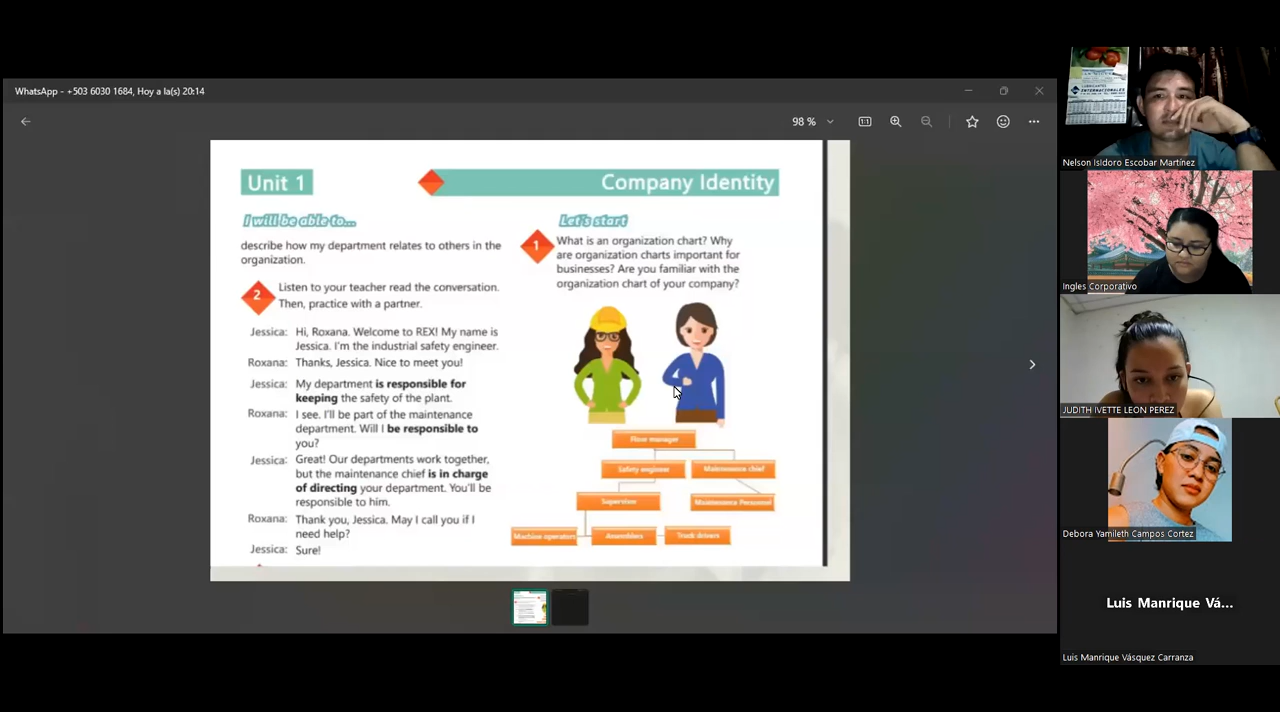 WhatsApp - +503 6030 1684, Hoy a la(s) 20:14
98 %
Unit 1
Company Identity
I will be able to...
describe how my department relates to others in the
organization.
2
Listen to your teacher read the conversation.
Then, practice with a partner.
Jessica: Hi, Roxana. Welcome to REX! My name is
Jessica. I'm the industrial safety engineer.
Roxana: Thanks, Jessica. Nice to meet you!
Jessica: My department is responsible for
keeping the safety of the plant.
Roxana: I see. I'll be part of the maintenance
department. Will I be responsible to
you?
Jessica: Great! Our departments work together,
but the maintenance chief is in charge
of directing your department. You'll be
responsible to him.
Roxana: Thank you, Jessica. May I call you if I
need help?
Jessica: Sure!
Let's start
1
What is an organization chart? Why
are organization charts important for
businesses? Are you familiar with the
organization chart of your company?
Floor manager
Safety engineer
Maintenance chief
Supervisor
Maintenance Personnel
Machine operators
Assemblers
Truck drivers
INTERNACIONALES
Nelson Isidoro Escobar Martínez
Ingles Corporativo
JUDITH IVETTE LEON PEREZ
Debora Yamileth Campos Cortez
Luis Manrique Vá...
Luis Manrique Vásquez Carranza